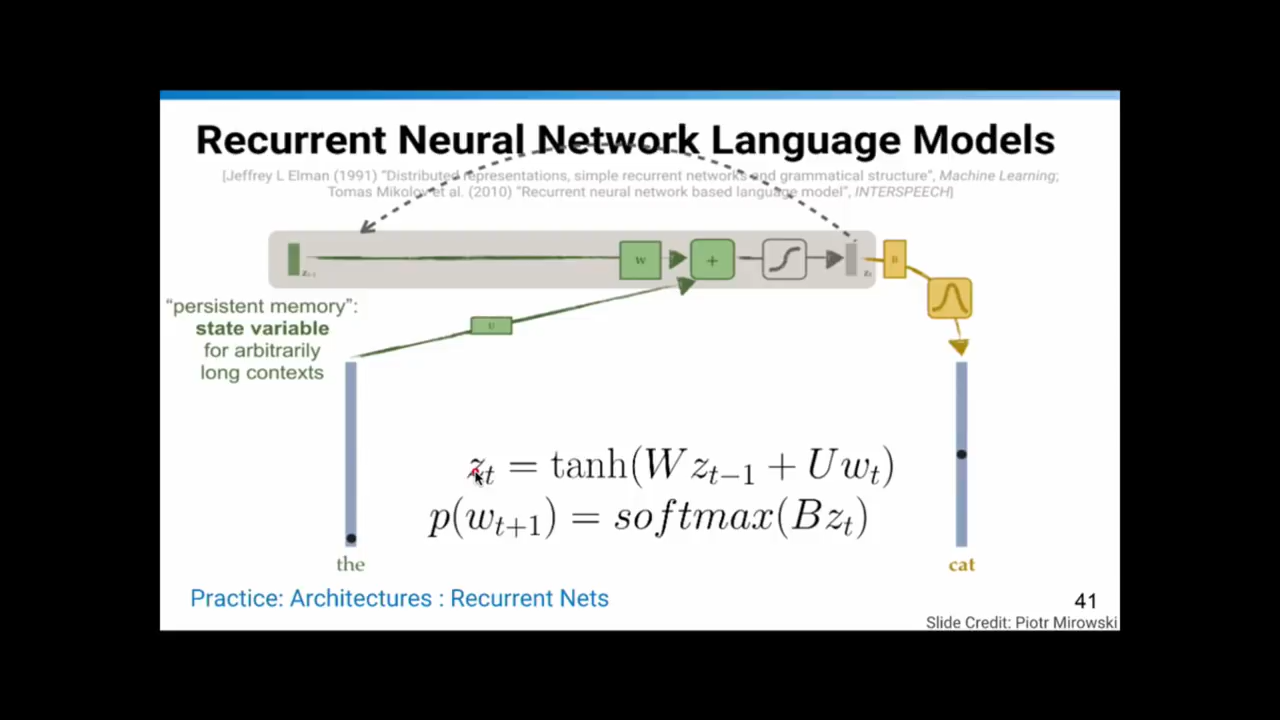 Recurrent Neural Network Language Models
[Jeffrey L Elman (1991) “Distributed representations, simple recurrent networks and grammatical structure”, Machine Learning;
Tomas Mikolov et al. (2010) “Recurrent neural network based language model”, INTERSPEECH]
z_{t-1}
W
+
z_t
B
“persistent memory”:
state variable
for arbitrarily
long contexts
U
z_t = tanh(W z_{t-1} + U w_t)
p(w_{t+1}) = softmax(B z_t)
the
cat
Practice: Architectures : Recurrent Nets
41
Slide Credit: Piotr Mirowski